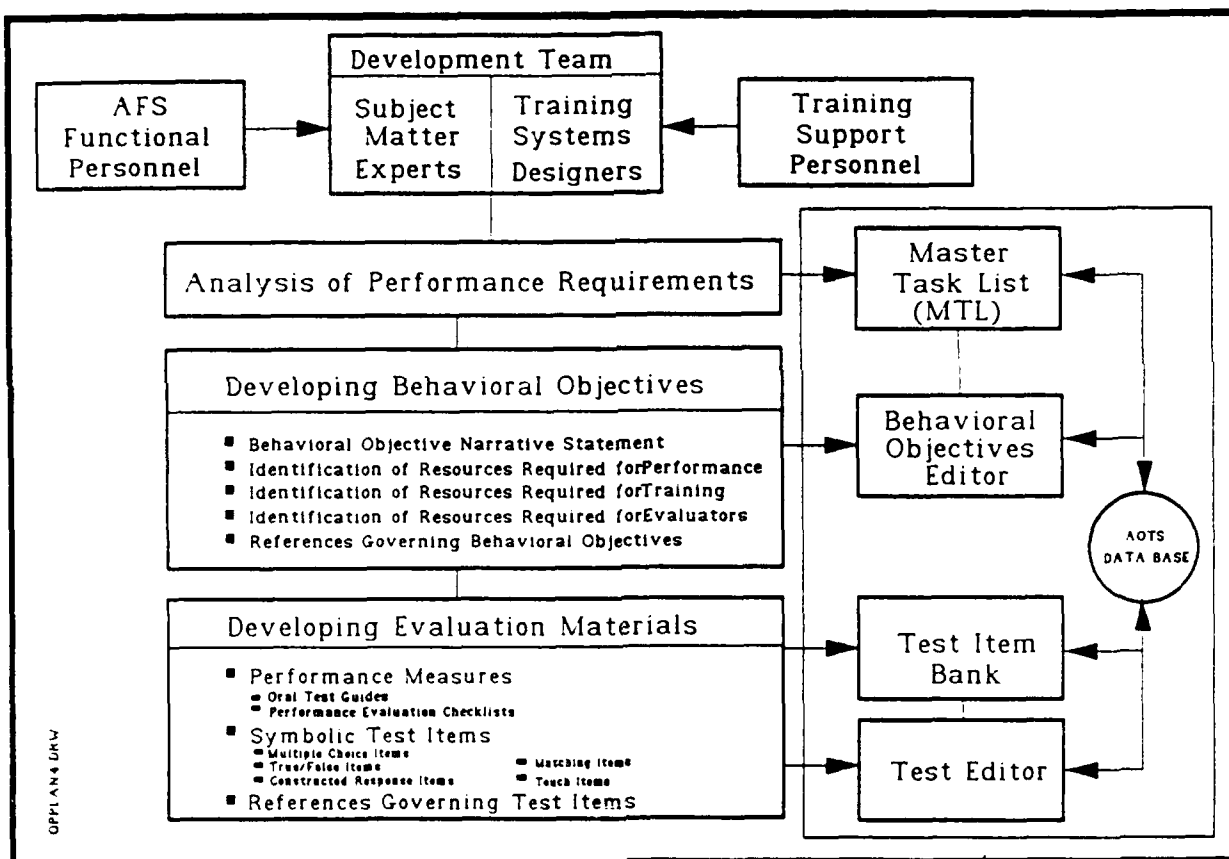 Development Team
AFS
Functional
Personnel
Subject
Matter
Experts
Training
Systems
Designers
Training
Support
Personnel
Analysis of Performance Requirements
Master
Task List
(MTL)
Developing Behavioral Objectives
▪ Behavioral Objective Narrative Statement
▪ Identification of Resources Required forPerformance
▪ Identification of Resources Required forTraining
▪ Identification of Resources Required forEvaluators
▪ References Governing Behavioral Objectives
Behavioral
Objectives
Editor
AOTS
DATA BASE
Developing Evaluation Materials
▪ Performance Measures
▪ Oral Test Guides
▪ Performance Evaluation Checklists
▪ Symbolic Test Items
▪ Multiple Choice Items
▪ True/False Items
▪ Constructed Response Items
▪ Matching Items
▪ Touch Items
▪ References Governing Test Items
Test Item
Bank
Test Editor
OPPLAN4 DRW